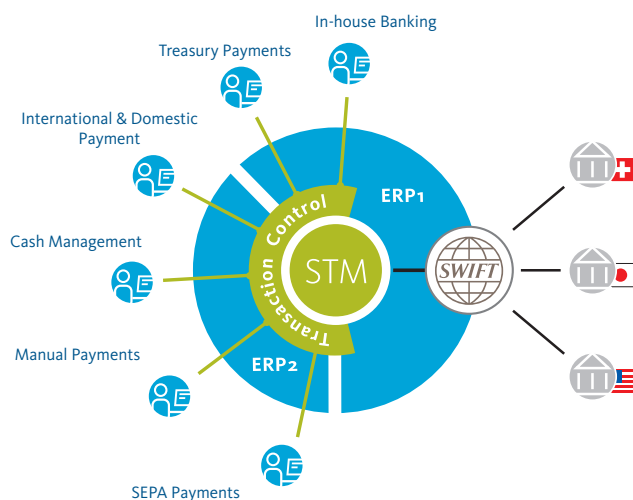 In-house Banking
Treasury Payments
International & Domestic
Payment
ERP1
Transaction Control
Cash Management
STM
SWIFT
Manual Payments
ERP2
SEPA Payments